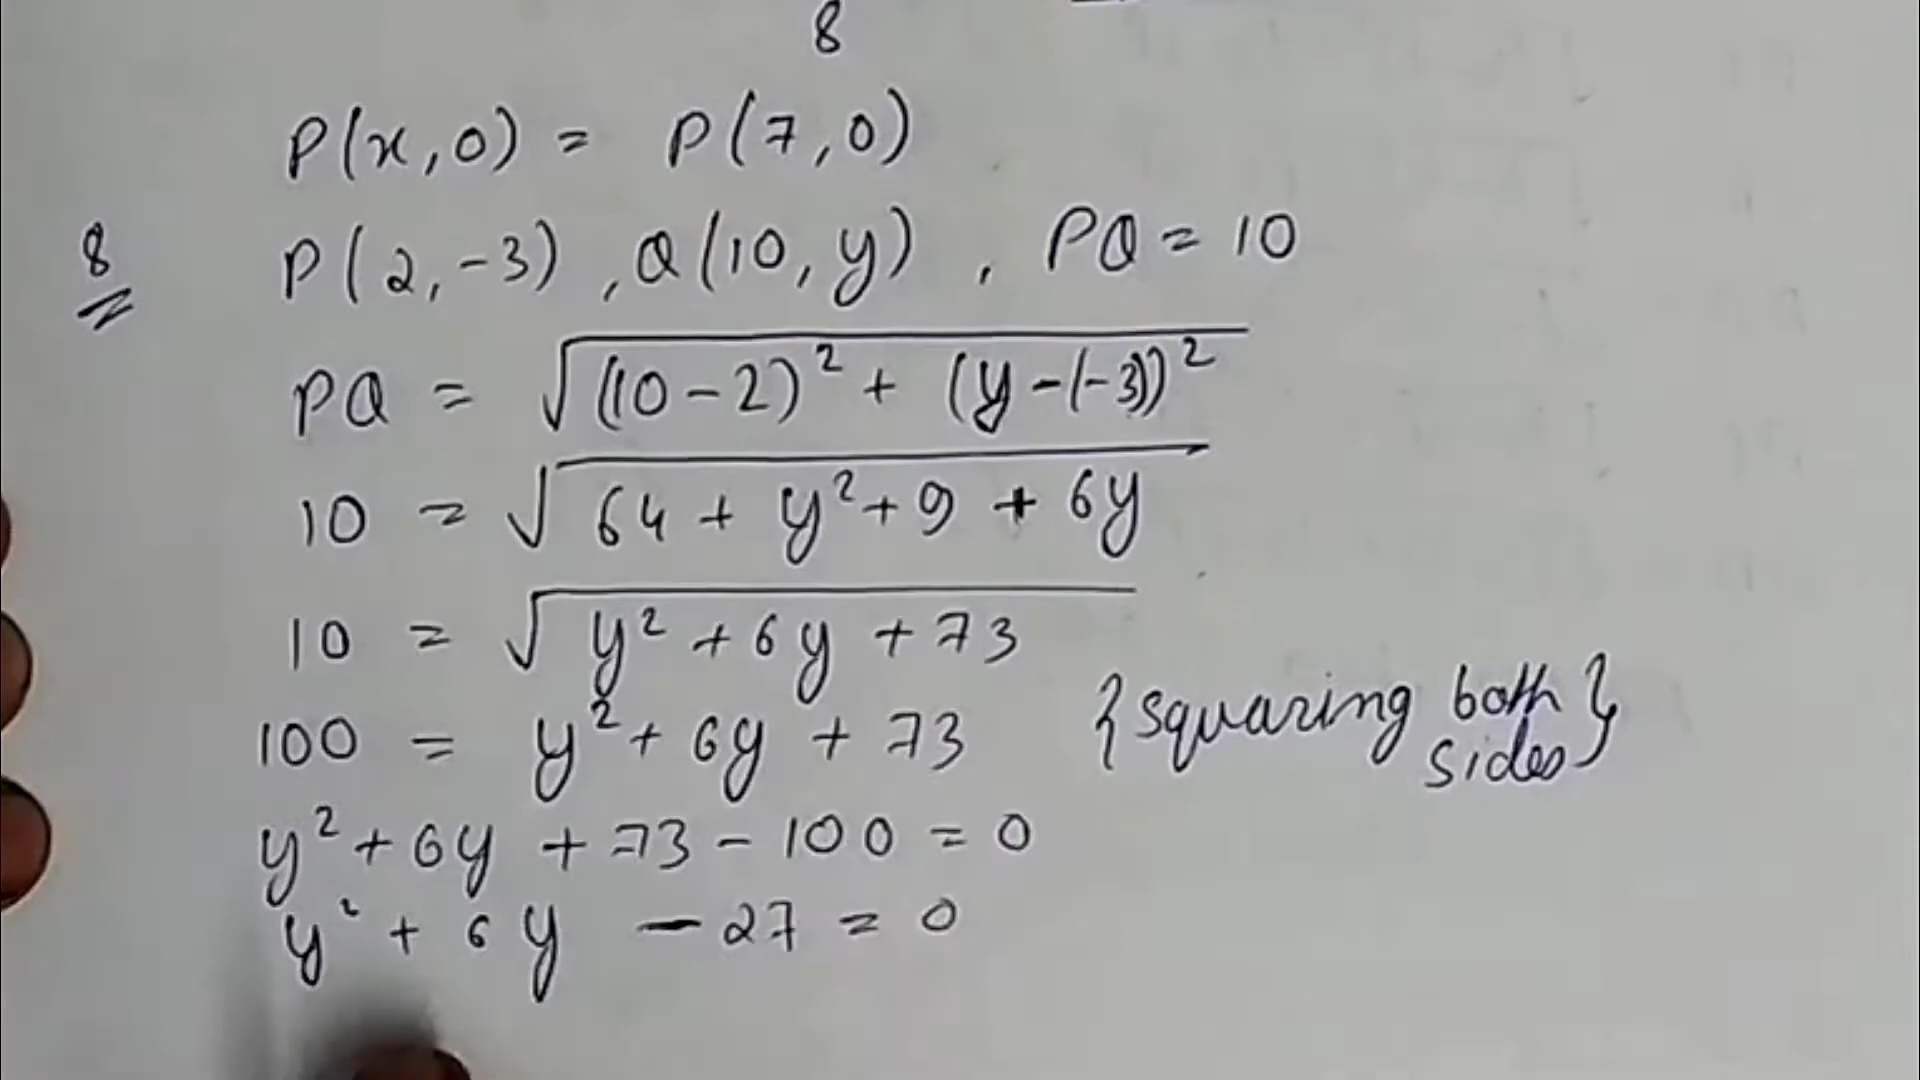 8
P(x,0) = P(7,0)
8 P(2,-3), Q(10,y), PQ = 10
PQ = √((10-2)² + (y-(-3))²)
10 = √(64 + y²+9 + 6y)
10 = √(y² + 6y + 73)
100 = y² + 6y + 73 {squaring both sides}
y² + 6y + 73 - 100 = 0
y² + 6y - 27 = 0